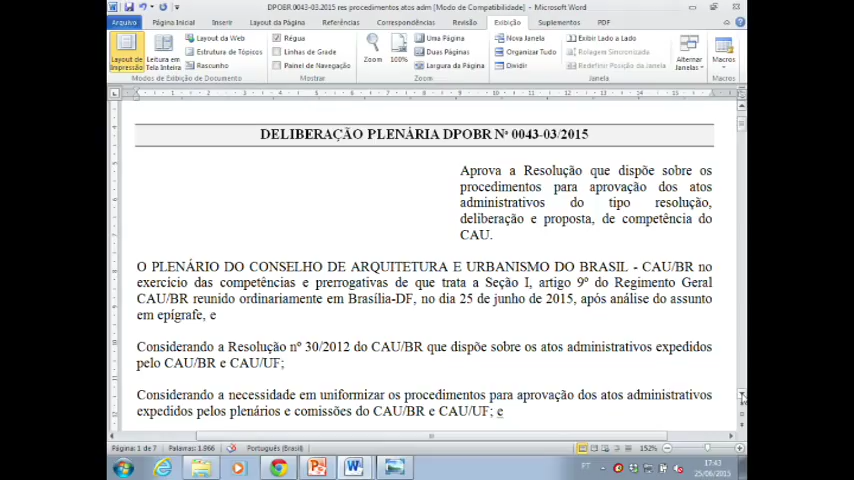 DPOBR 0043-03.2015 res procedimentos atos adm [Modo de Compatibilidade] - Microsoft Word
Arquivo Página Inicial Inserir Layout da Página Referências Correspondências Revisão Exibição Suplementos PDF
Layout de Impressão
Leitura em Tela Inteira
Layout da Web
Estrutura de Tópicos
Rascunho
Modos de Exibição de Documento
Régua
Linhas de Grade
Painel de Navegação
Mostrar
Zoom
100%
Uma Página
Duas Páginas
Largura da Página
Zoom
Nova Janela
Organizar Tudo
Dividir
Exibir Lado a Lado
Rolagem Sincronizada
Redefinir Posição da Janela
Alternar Janelas
Janela
Macros
Macros
DELIBERAÇÃO PLENÁRIA DPOBR Nº 0043-03/2015
Aprova a Resolução que dispõe sobre os
procedimentos para aprovação dos atos
administrativos do tipo resolução,
deliberação e proposta, de competência do
CAU.
O PLENÁRIO DO CONSELHO DE ARQUITETURA E URBANISMO DO BRASIL - CAU/BR no
exercício das competências e prerrogativas de que trata a Seção I, artigo 9º do Regimento Geral
CAU/BR reunido ordinariamente em Brasília-DF, no dia 25 de junho de 2015, após análise do assunto
em epígrafe, e
Considerando a Resolução nº 30/2012 do CAU/BR que dispõe sobre os atos administrativos expedidos
pelo CAU/BR e CAU/UF;
Considerando a necessidade em uniformizar os procedimentos para aprovação dos atos administrativos
expedidos pelos plenários e comissões do CAU/BR e CAU/UF; e
Página: 1 de 7 Palavras: 1.966 Português (Brasil) 152%
PT 17:43
25/06/2015